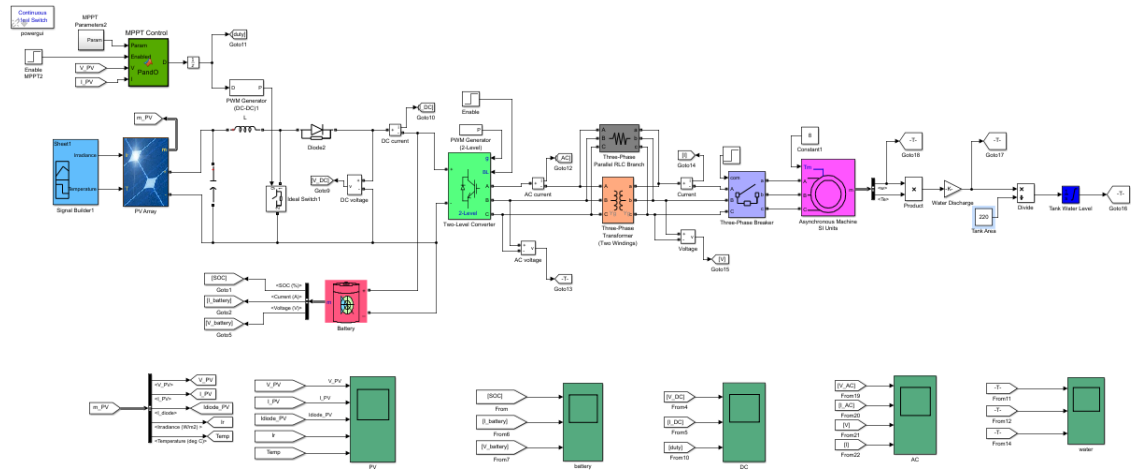 Continuous
powergui
MPPT
Parameters2
Param
Enable
MPPT2
V_PV
I_PV
MPPT Control
Param
Enabled
V
I
D
PandO
[duty]
Goto11
D
P
PWM Generator
(DC-DC)1
L
m_PV
Sheet1
Irradiance
Temperature
Signal Builder1
m
PV Array
Ideal Switch1
Diode2
[V_DC]
Goto9
DC voltage
DC current
[_DC]
Goto10
Enable
P
PWM Generator
(2-Level)
g
A
B
C
2-Level
Two-Level Converter
[AC]
Goto12
AC current
AC voltage
-T-
Goto13
A
B
C
a
b
c
Three-Phase
Parallel RLC Branch
A
B
C
a
b
c
Three-Phase
Transformer
(Two Windings)
[I]
Goto14
Current
Voltage
[V]
Goto15
com
A
B
C
a
b
c
Three-Phase Breaker
Constant1
Tm
A
B
C
m
Asynchronous Machine
SI Units
<Te>
-T-
Goto18
×
Product
-K-
Water Discharge
-T-
Goto17
220
Tank Area
×
÷
Divide
Tank Water Level
-T-
Goto16
[SOC]
Goto1
[I_battery]
Goto2
[V_battery]
Goto5
<SOC (%)>
<Current (A)>
<Voltage (V)>
m
+
Battery
m_PV
<V_PV>
<I_PV>
<I_diode>
<Irradiance (W/m2) >
<Temperature (deg C)>
V_PV
I_PV
Idiode_PV
Ir
Temp
V_PV
I_PV
Idiode_PV
Ir
Temp
V_PV
I_PV
Idiode_PV
Ir
Temp
PV
[SOC]
From
[I_battery]
From6
[V_battery]
From7
battery
[V_DC]
From4
[I_DC]
From5
[duty]
From10
DC
[V_AC]
From19
[I_AC]
From20
[V]
From21
[I]
From22
AC
-T-
From11
-T-
From12
-T-
From14
water